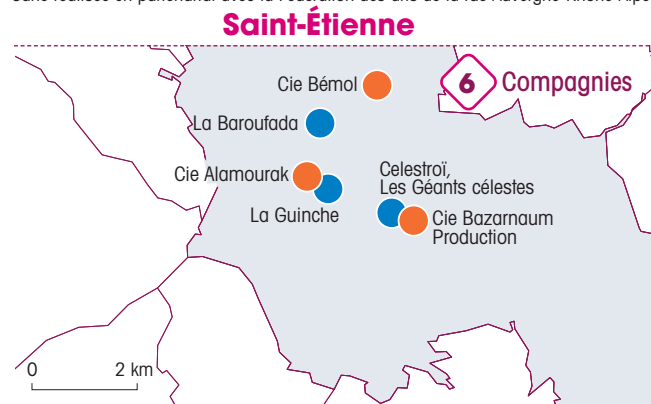 Saint-Étienne
6 Compagnies
Cie Bémol
La Baroufada
Cie Alamourak
La Guinche
Celestroï,
Les Géants célestes
Cie Bazarnaum
Production
0 2 km